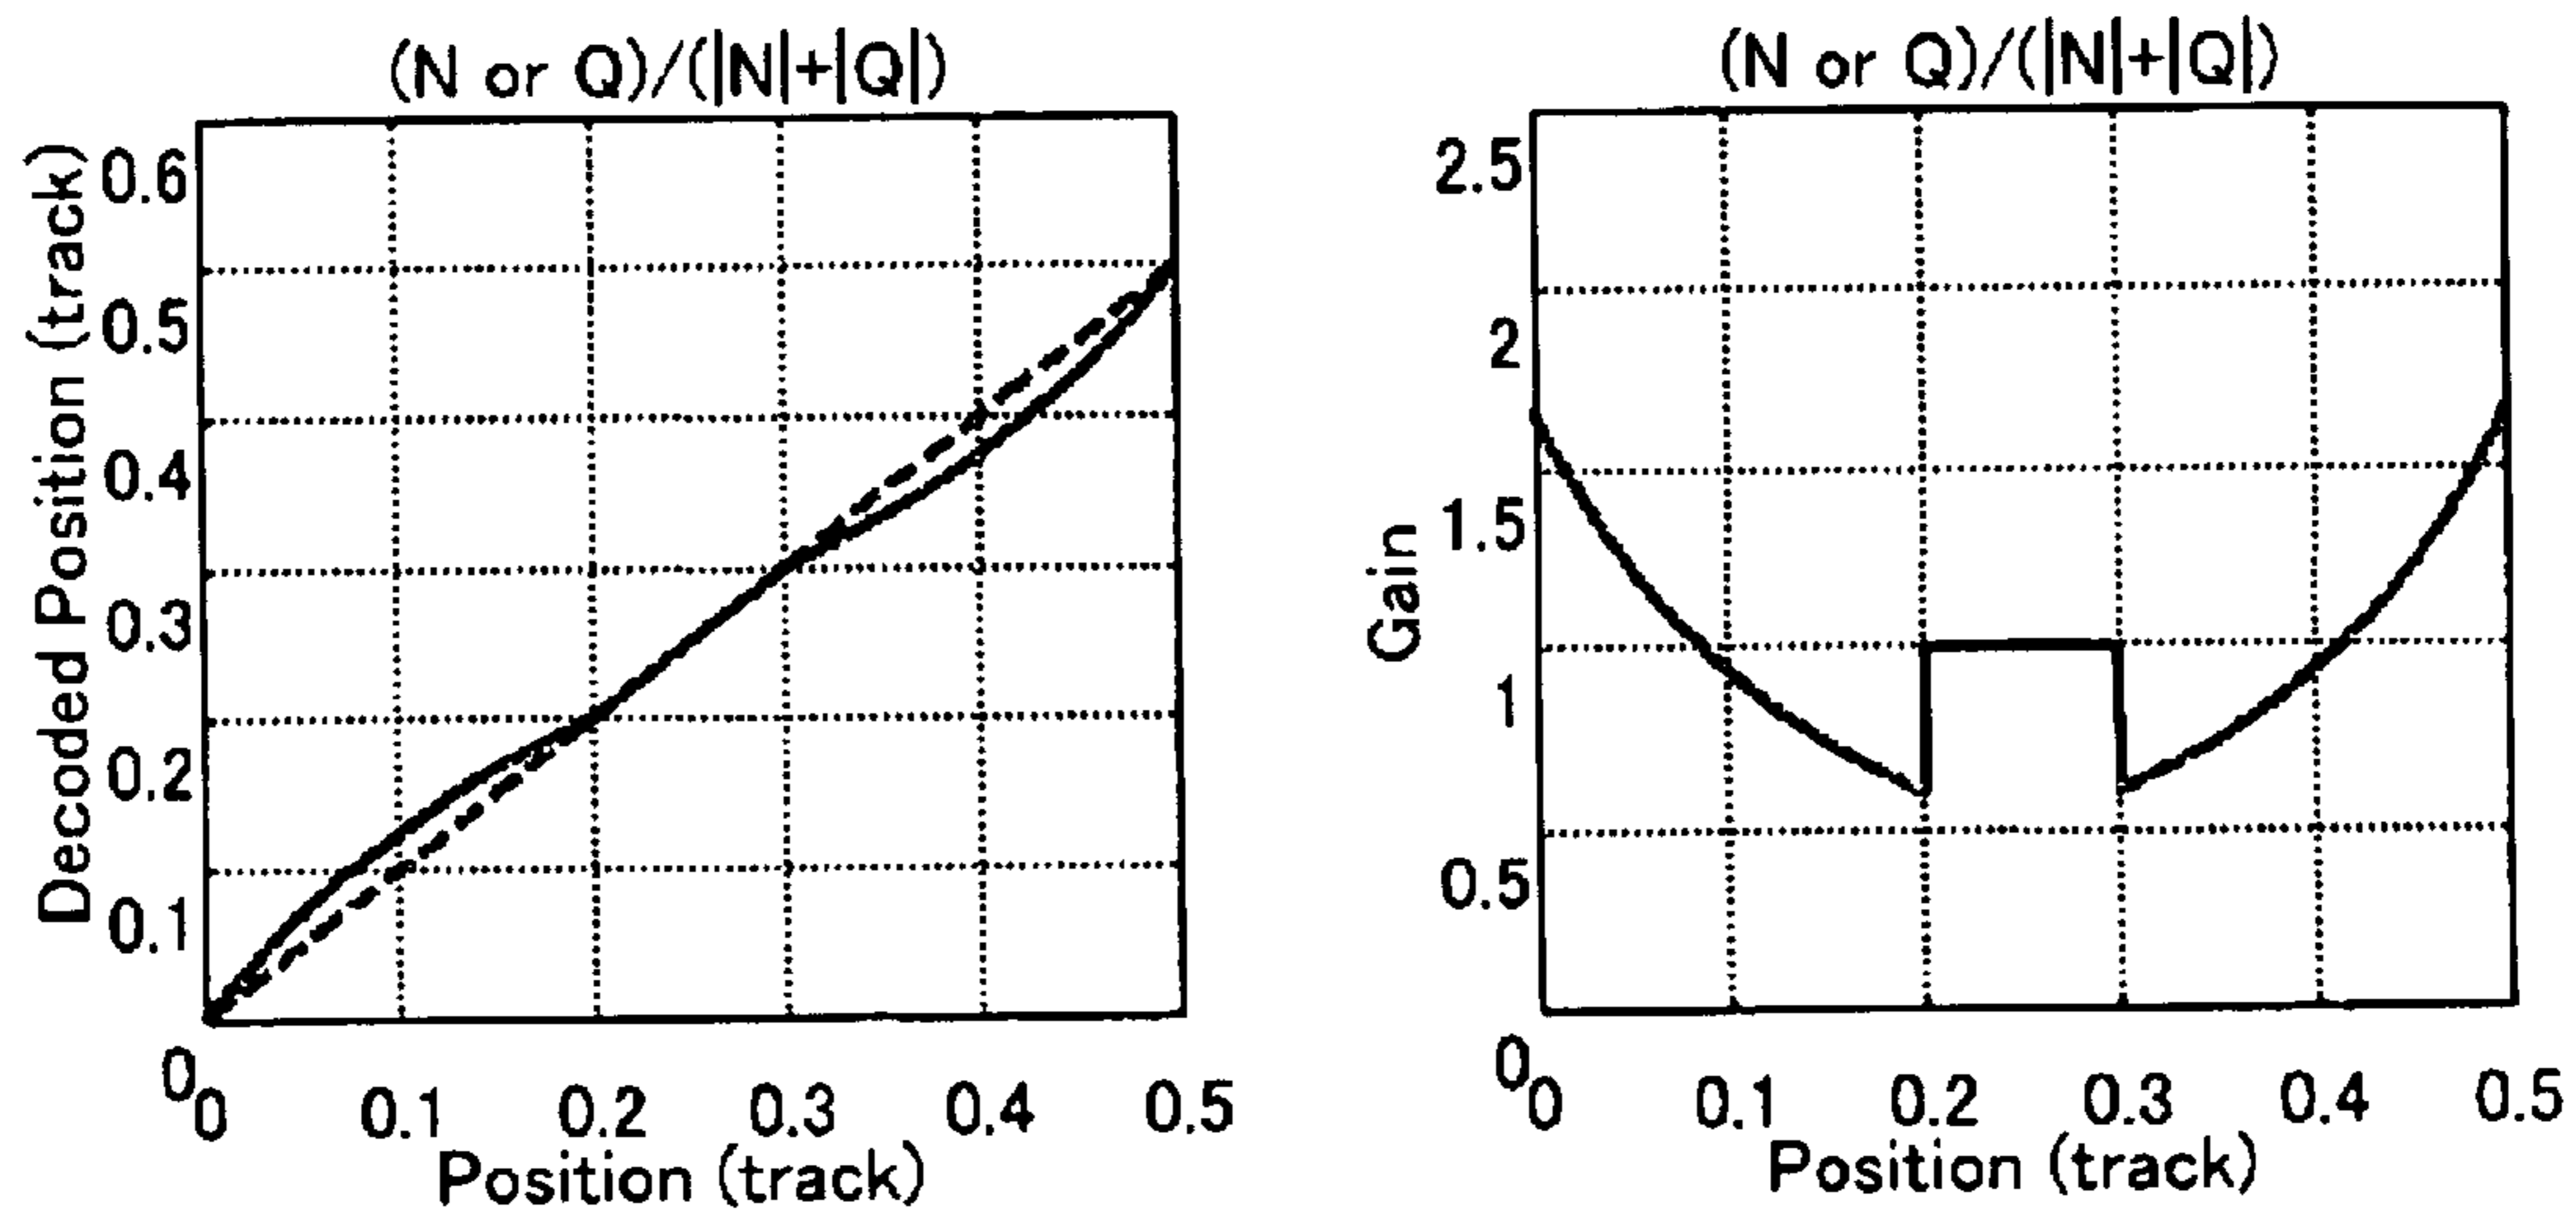 (N or Q)/(|N|+|Q|)
Decoded Position (track)
0.6
0.5
0.4
0.3
0.2
0.1
0
0 0.1 0.2 0.3 0.4 0.5
Position (track)
(N or Q)/(|N|+|Q|)
Gain
2.5
2
1.5
1
0.5
0
0 0.1 0.2 0.3 0.4 0.5
Position (track)